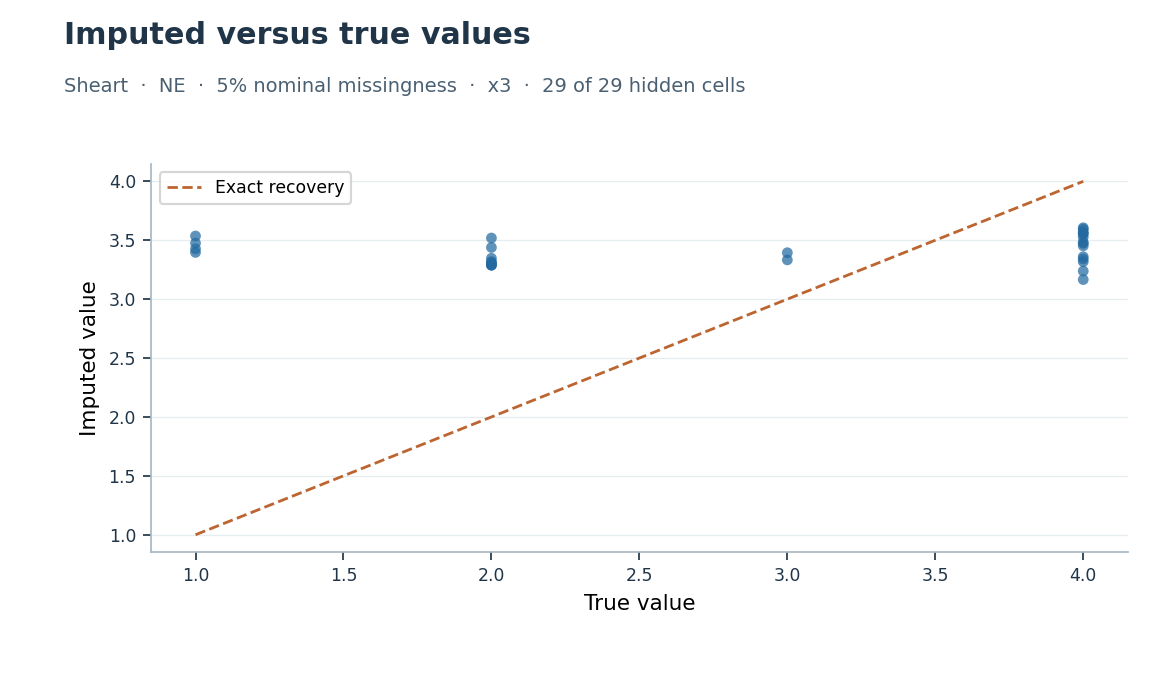 Imputed versus true values
Sheart · NE · 5% nominal missingness · x3 · 29 of 29 hidden cells
Exact recovery
4.0
3.5
3.0
2.5
2.0
1.5
1.0
Imputed value
1.0 1.5 2.0 2.5 3.0 3.5 4.0
True value